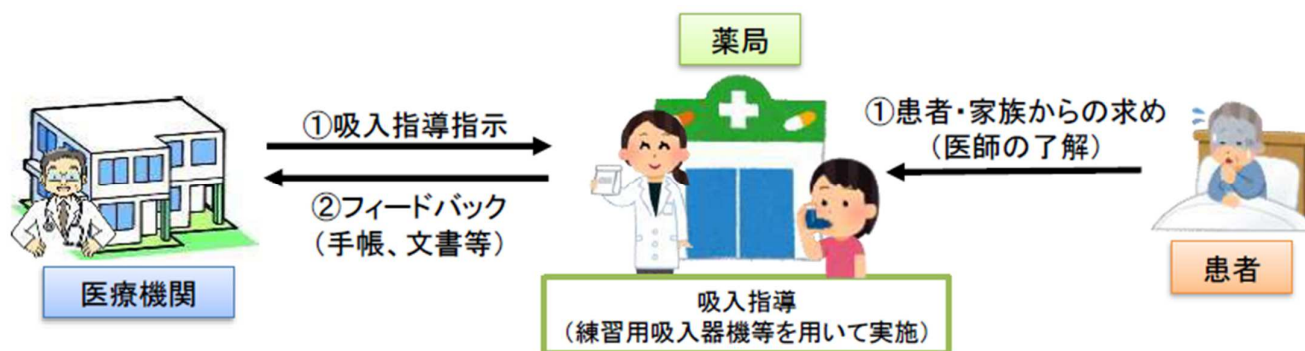 薬局
①吸入指導指示
②フィードバック
(手帳、文書等)
①患者・家族からの求め
(医師の了解)
医療機関
患者
吸入指導
(練習用吸入器機等を用いて実施)